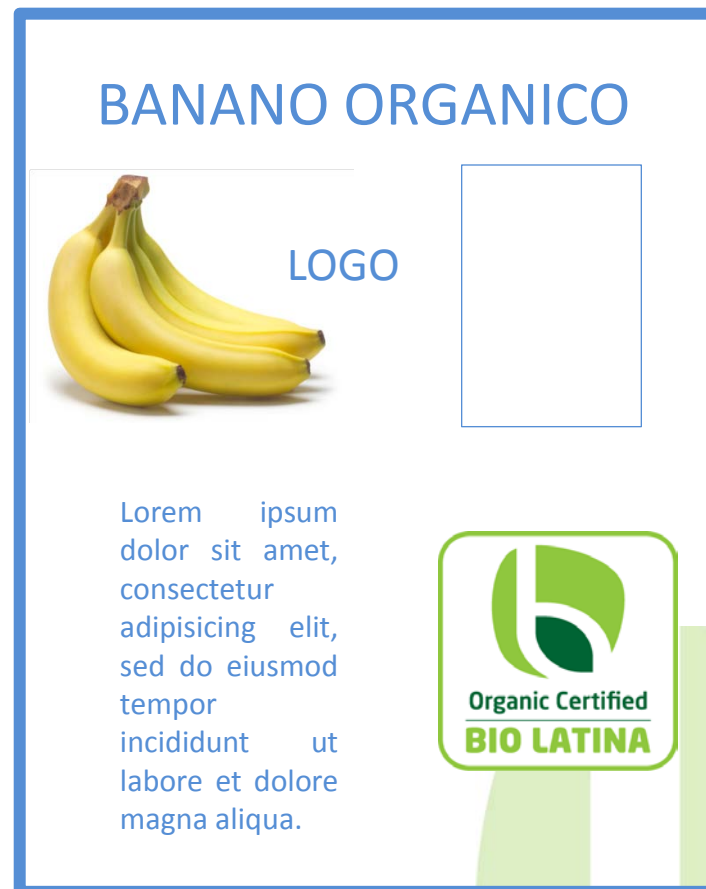 BANANO ORGANICO
LOGO
Lorem ipsum
dolor sit amet,
consectetur
adipisicing elit,
sed do eiusmod
tempor
incididunt ut
labore et dolore
magna aliqua.
Organic Certified
BIO LATINA